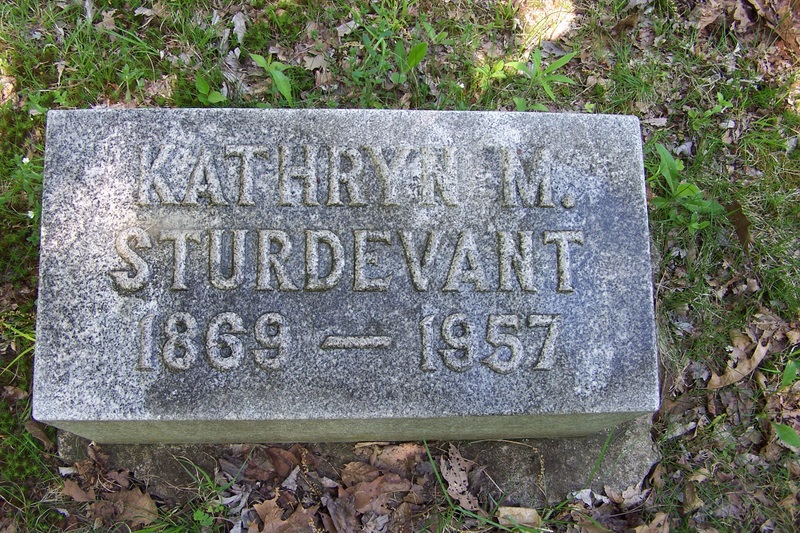 KATHRYN M.
STURDEVANT
1869 — 1957